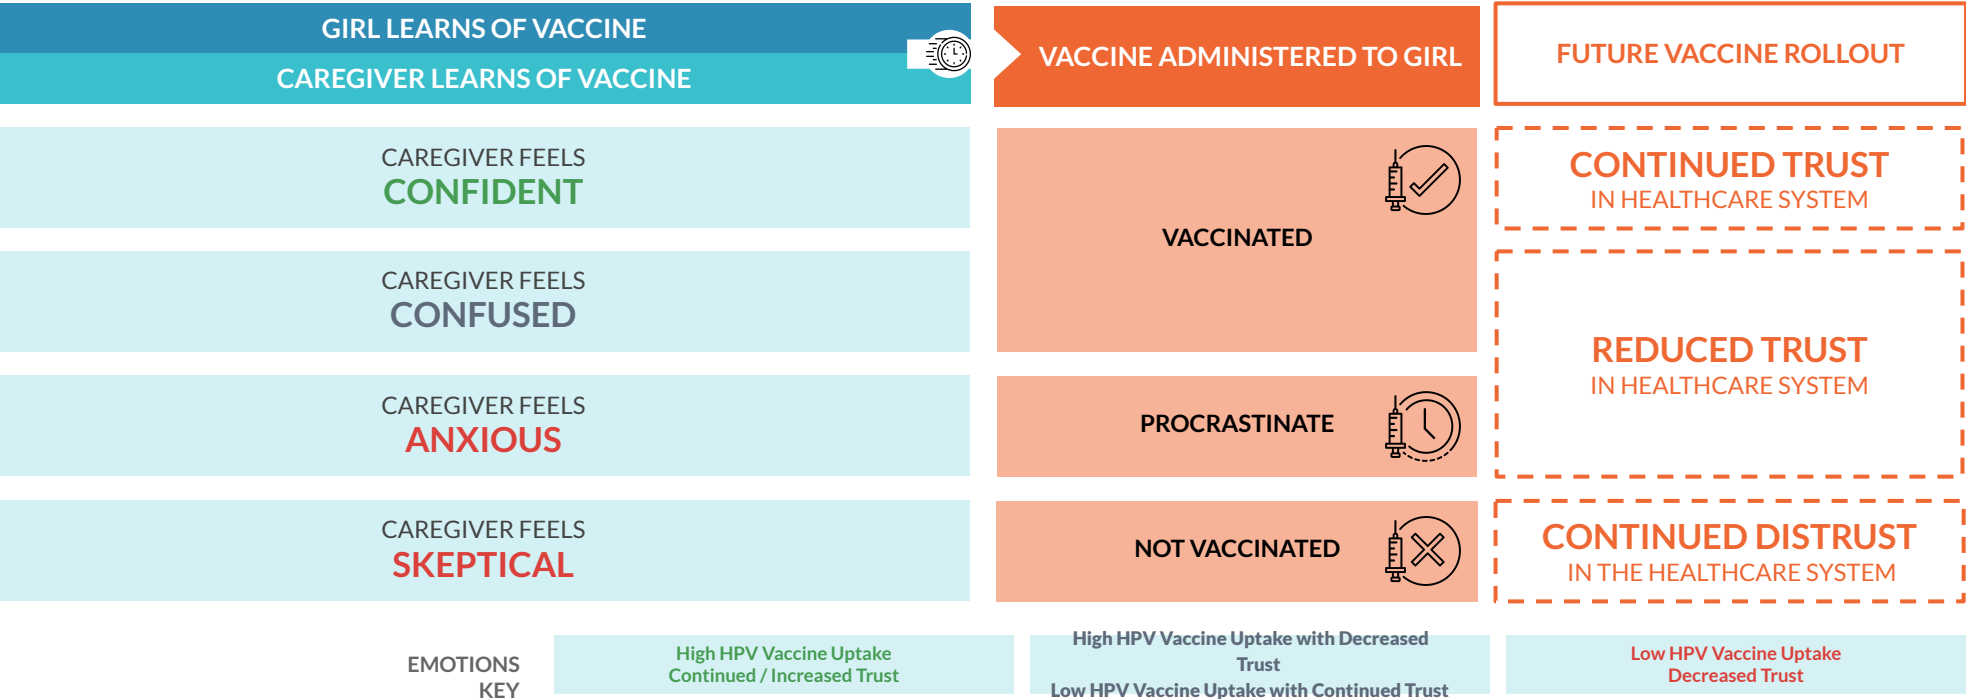 GIRL LEARNS OF VACCINE
CAREGIVER LEARNS OF VACCINE
VACCINE ADMINISTERED TO GIRL
FUTURE VACCINE ROLLOUT
CAREGIVER FEELS
CONFIDENT
VACCINATED
CONTINUED TRUST
IN HEALTHCARE SYSTEM
CAREGIVER FEELS
CONFUSED
REDUCED TRUST
IN HEALTHCARE SYSTEM
CAREGIVER FEELS
ANXIOUS
PROCRASTINATE
CAREGIVER FEELS
SKEPTICAL
NOT VACCINATED
CONTINUED DISTRUST
IN THE HEALTHCARE SYSTEM
EMOTIONS
KEY
High HPV Vaccine Uptake
Continued / Increased Trust
High HPV Vaccine Uptake with Decreased
Trust
Low HPV Vaccine Uptake with Continued Trust
Low HPV Vaccine Uptake
Decreased Trust